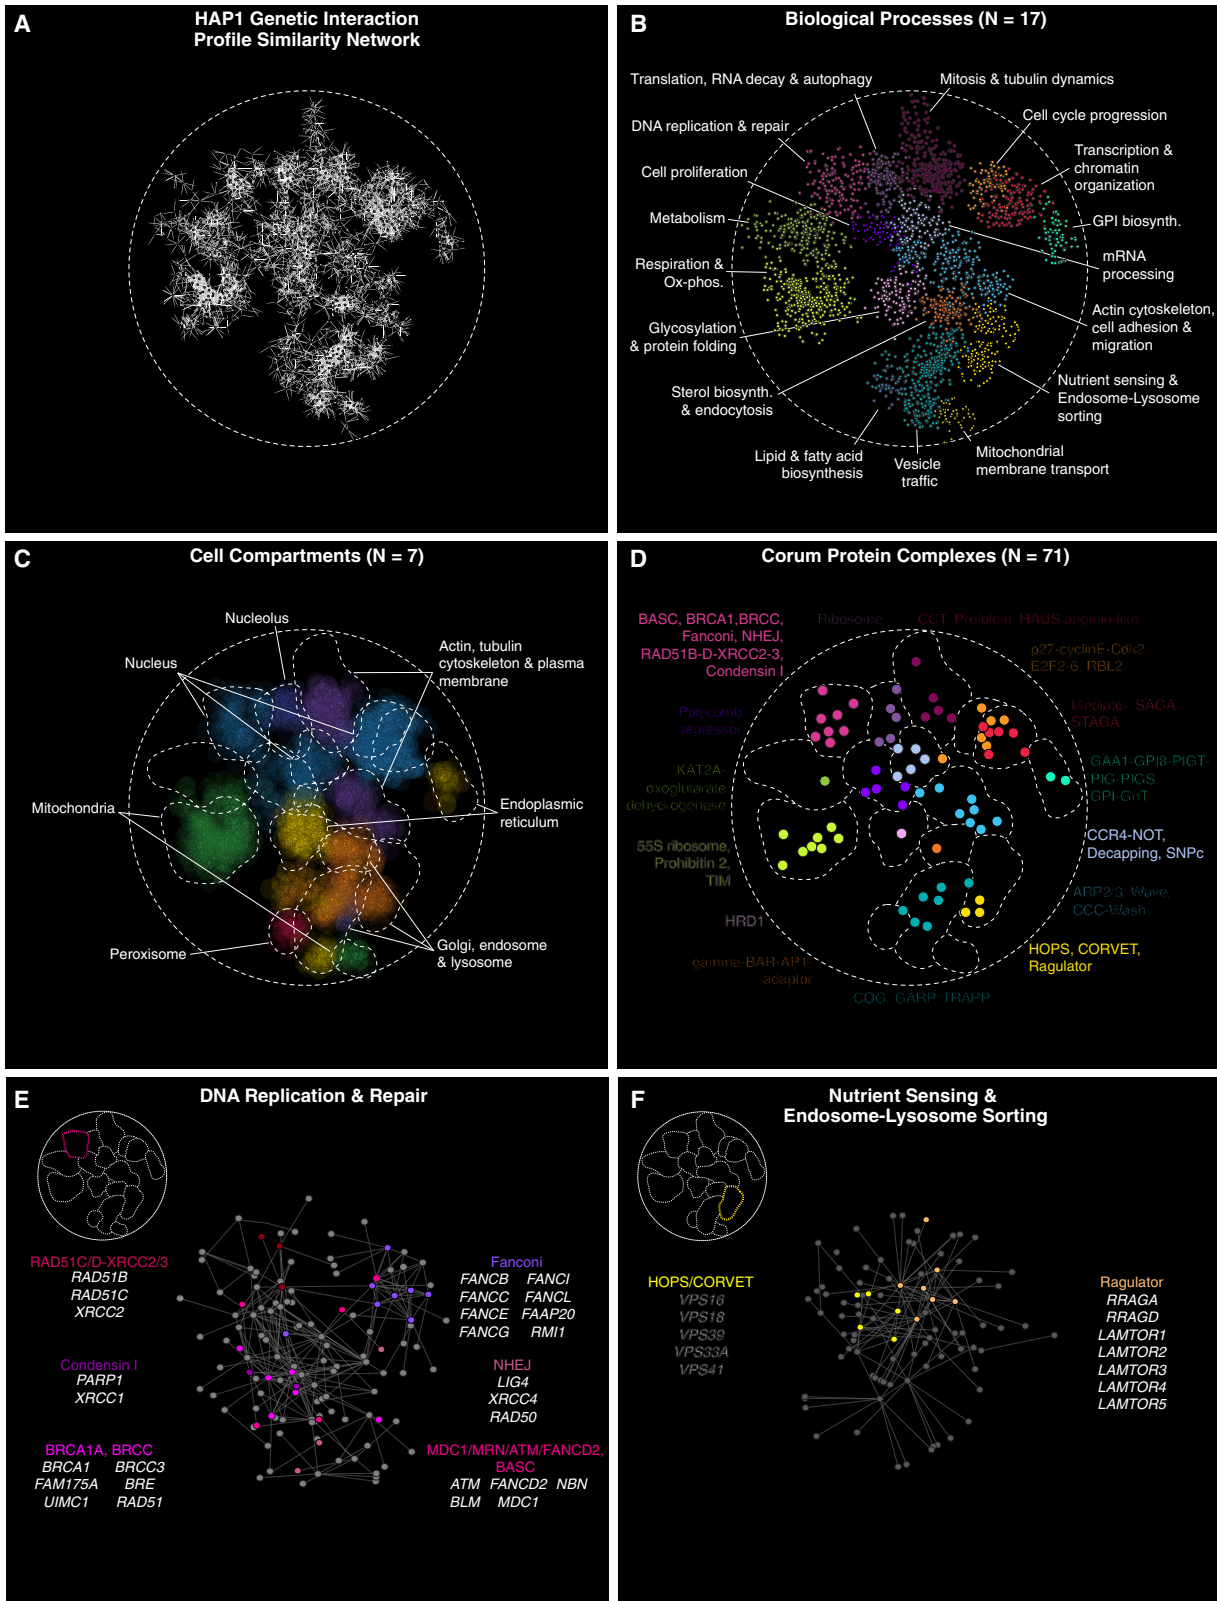 A
HAP1 Genetic Interaction
Profile Similarity Network
B
Biological Processes (N = 17)
Translation, RNA decay & autophagy
Mitosis & tubulin dynamics
DNA replication & repair
Cell cycle progression
Cell proliferation
Transcription &
chromatin
organization
Metabolism
GPI biosynth.
Respiration &
Ox-phos.
mRNA
processing
Glycosylation
& protein folding
Actin cytoskeleton,
cell adhesion &
migration
Sterol biosynth.
& endocytosis
Nutrient sensing &
Endosome-Lysosome
sorting
Lipid & fatty acid
biosynthesis
Vesicle
traffic
Mitochondrial
membrane transport
C
Cell Compartments (N = 7)
Nucleolus
Nucleus
Actin, tubulin
cytoskeleton & plasma
membrane
Mitochondria
Endoplasmic
reticulum
Peroxisome
Golgi, endosome
& lysosome
D
Corum Protein Complexes (N = 71)
BASC, BRCA1,BRCC,
Fanconi, NHEJ,
RAD51B-D-XRCC2-3,
Condensin I
Ribosome
CCT, Prefoldin, HAUS augmin-like
p27-cyclinE-Cdk2,
E2F2-6, RBL2
Polycomb
repressor
Mediator, SAGA
STAGA
KAT2A-
oxoglutarate
dehydrogenase
GAA1-GPI8-PIGT-
PIG-PIGS
GPI-GnT
55S ribosome,
Prohibitin 2,
TIM
CCR4-NOT,
Decapping, SNPc
HRD1
ARP2/3, Wave,
CCC-Wash
gamma-BAR-AP1-
adaptor
HOPS, CORVET,
Ragulator
COG, GARP, TRAPP
E
DNA Replication & Repair
RAD51C/D-XRCC2/3
RAD51B
RAD51C
XRCC2
Fanconi
FANCB FANCI
FANCC FANCL
FANCE FAAP20
FANCG RMI1
Condensin I
PARP1
XRCC1
NHEJ
LIG4
XRCC4
RAD50
BRCA1A, BRCC
BRCA1 BRCC3
FAM175A BRE
UIMC1 RAD51
MDC1/MRN/ATM/FANCD2,
BASC
ATM FANCD2 NBN
BLM MDC1
F
Nutrient Sensing &
Endosome-Lysosome Sorting
HOPS/CORVET
VPS16
VPS18
VPS39
VPS33A
VPS41
Ragulator
RRAGA
RRAGD
LAMTOR1
LAMTOR2
LAMTOR3
LAMTOR4
LAMTOR5